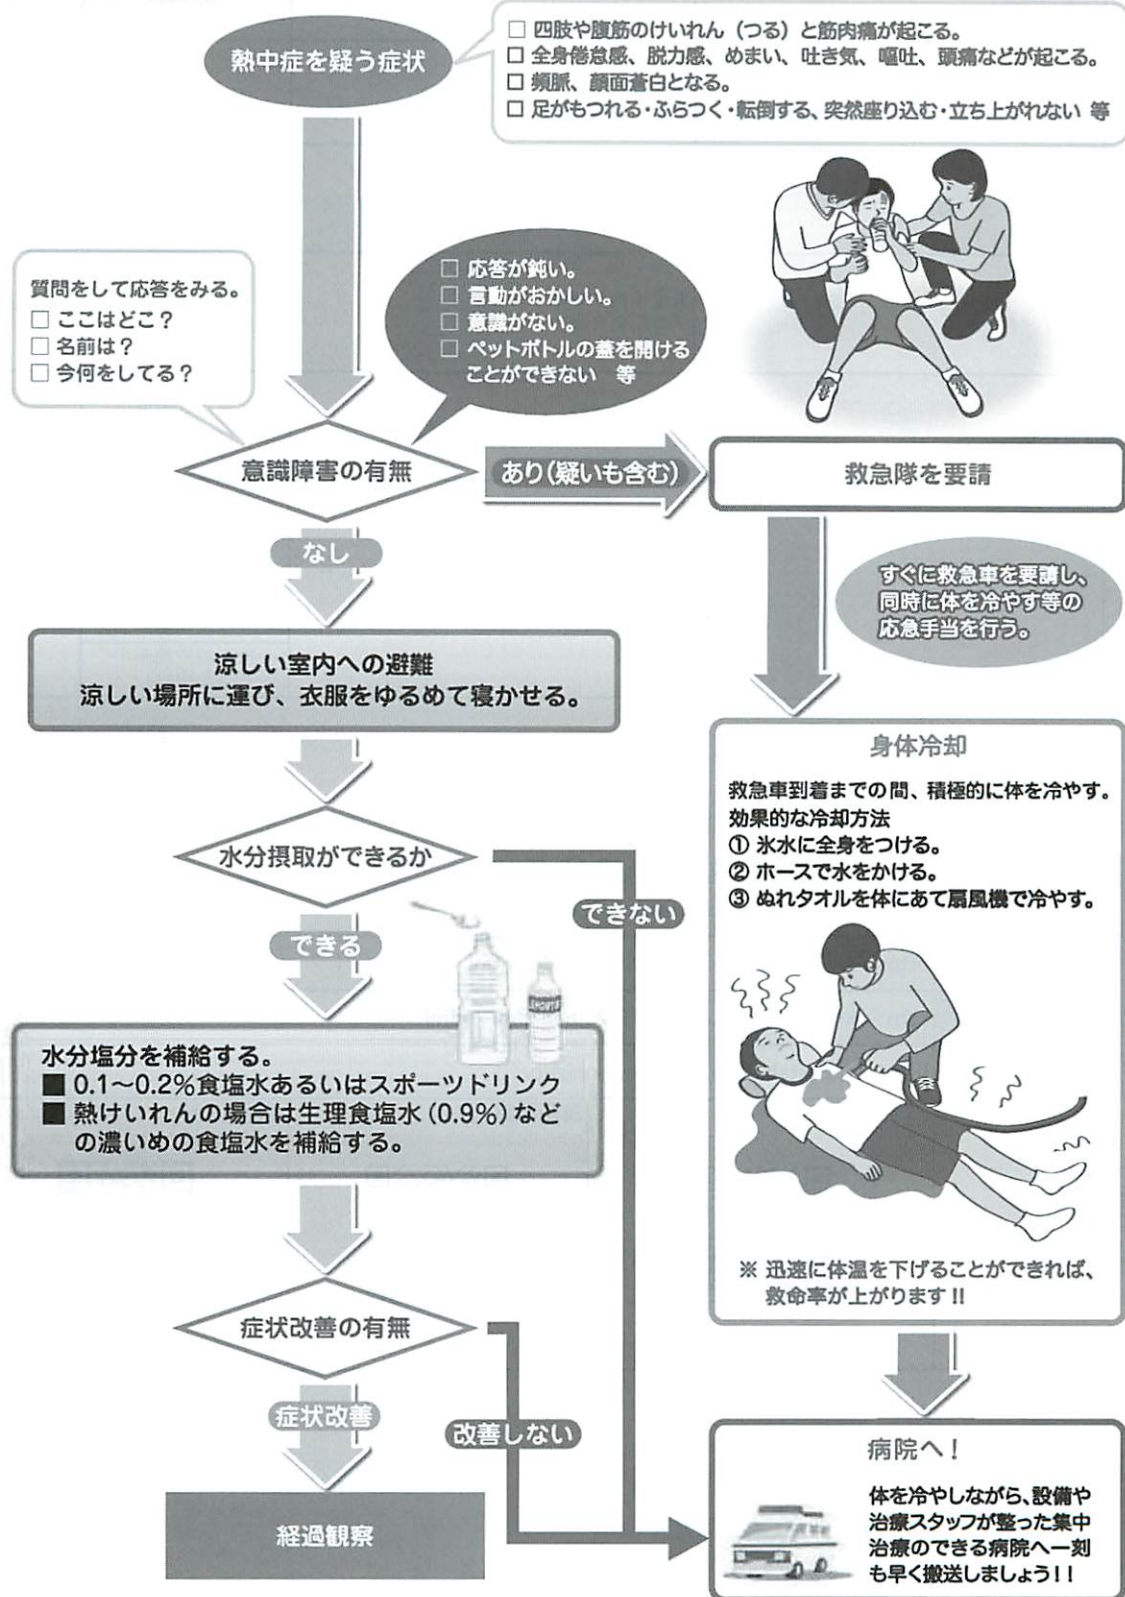 熱中症を疑う症状
□ 四肢や腹筋のけいれん（つる）と筋肉痛が起こる。
□ 全身倦怠感、脱力感、めまい、吐き気、嘔吐、頭痛などが起こる。
□ 頻脈、顔面蒼白となる。
□ 足がもつれる・ふらつく・転倒する、突然座り込む・立ち上がれない 等
質問をして応答をみる。
□ ここはどこ？
□ 名前は？
□ 今何をしてる？
□ 応答が鈍い。
□ 言動がおかしい。
□ 意識がない。
□ ペットボトルの蓋を開ける
ことができない 等
意識障害の有無
あり(疑いも含む)
救急隊を要請
なし
すぐに救急車を要請し、
同時に体を冷やす等の
応急手当を行う。
涼しい室内への避難
涼しい場所に運び、衣服をゆるめて寝かせる。
水分摂取ができるか
できない
できる
水分塩分を補給する。
■ 0.1～0.2%食塩水あるいはスポーツドリンク
■ 熱けいれんの場合は生理食塩水（0.9%）など
の濃いめの食塩水を補給する。
身体冷却
救急車到着までの間、積極的に体を冷やす。
効果的な冷却方法
① 氷水に全身をつける。
② ホースで水をかける。
③ ぬれタオルを体にあて扇風機で冷やす。
※ 迅速に体温を下げることができれば、
救命率が上がります!!
症状改善の有無
症状改善
改善しない
経過観察
病院へ！
体を冷やしながら、設備や
治療スタッフが整った集中
治療のできる病院へ一刻
も早く搬送しましょう!!